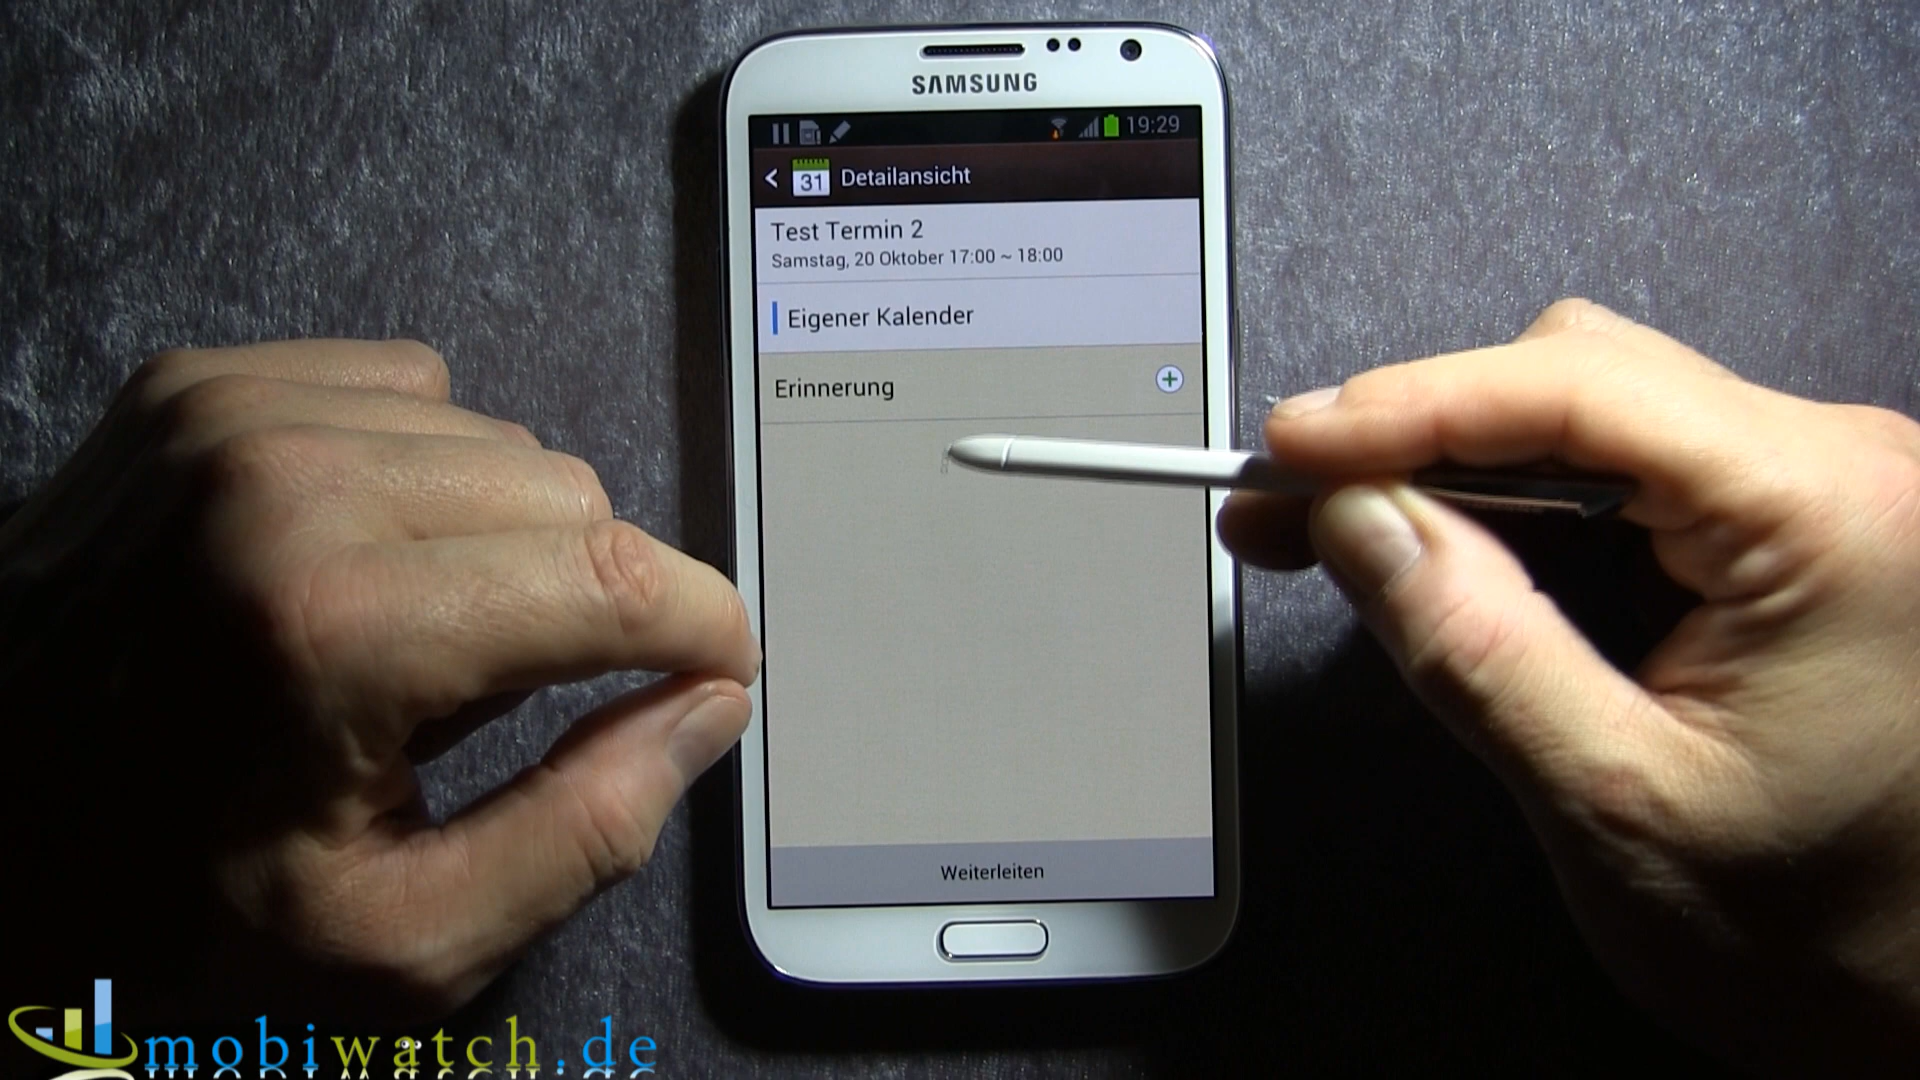 SAMSUNG
19:29
31 Detailansicht
Test Termin 2
Samstag, 20 Oktober 17:00 ~ 18:00
Eigener Kalender
Erinnerung
Weiterleiten
mobiwatch.de